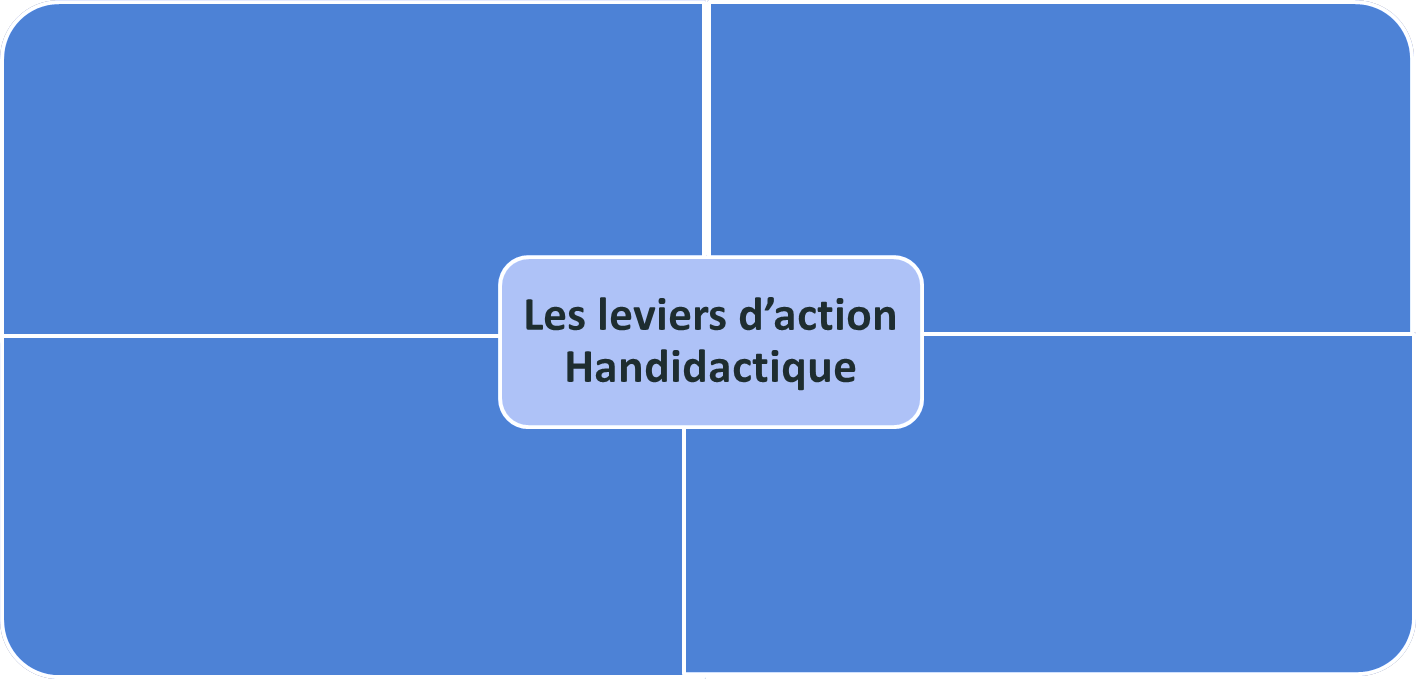 Les leviers d’action
Handidactique